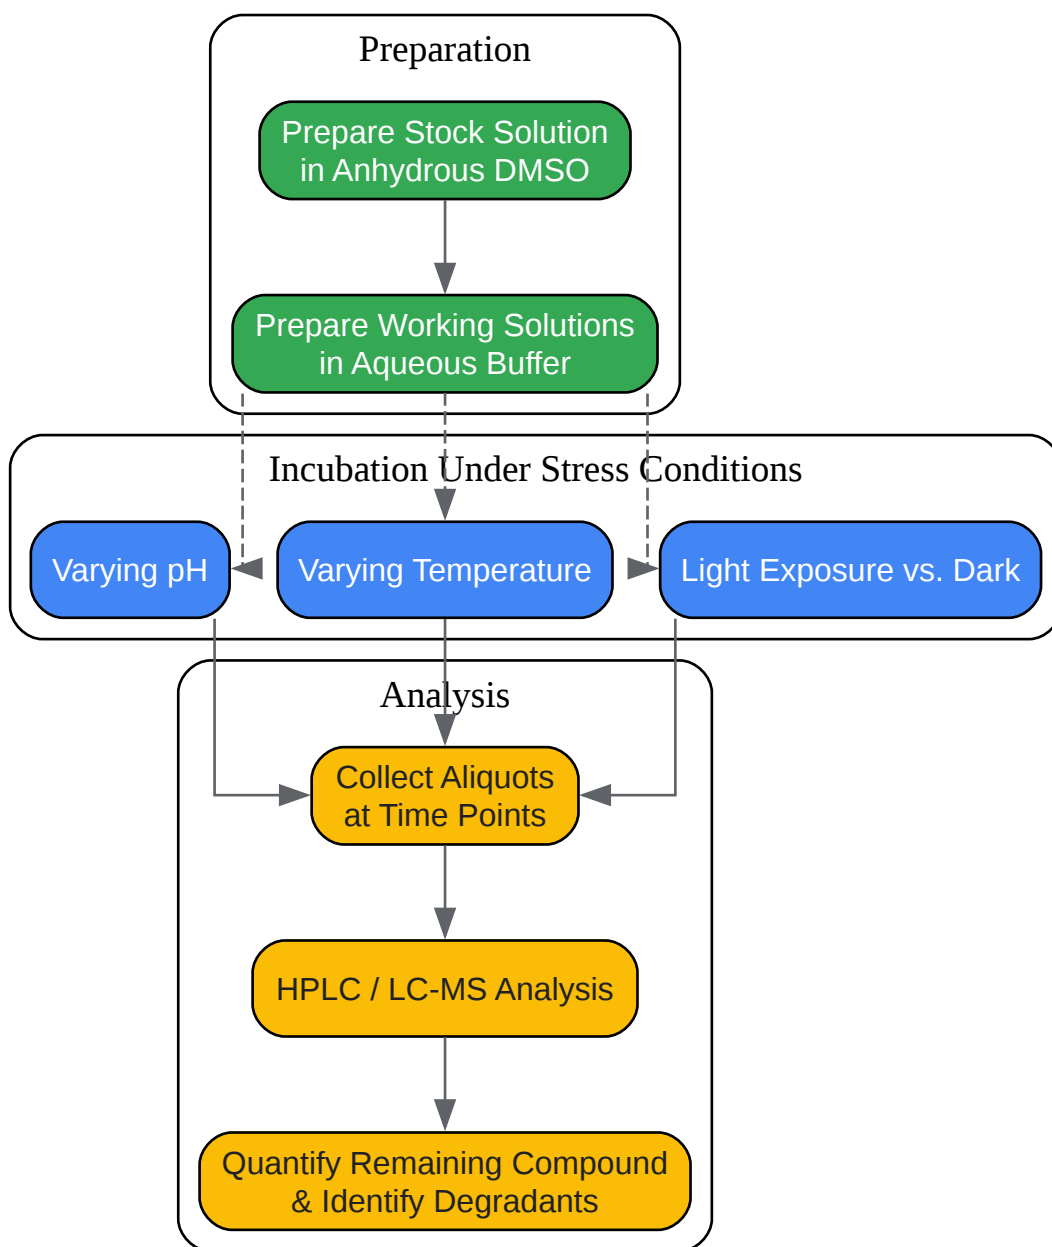 Preparation
Prepare Stock Solution
in Anhydrous DMSO
Prepare Working Solutions
in Aqueous Buffer
Incubation Under Stress Conditions
Varying pH
Varying Temperature
Light Exposure vs. Dark
Analysis
Collect Aliquots
at Time Points
HPLC / LC-MS Analysis
Quantify Remaining Compound
& Identify Degradants